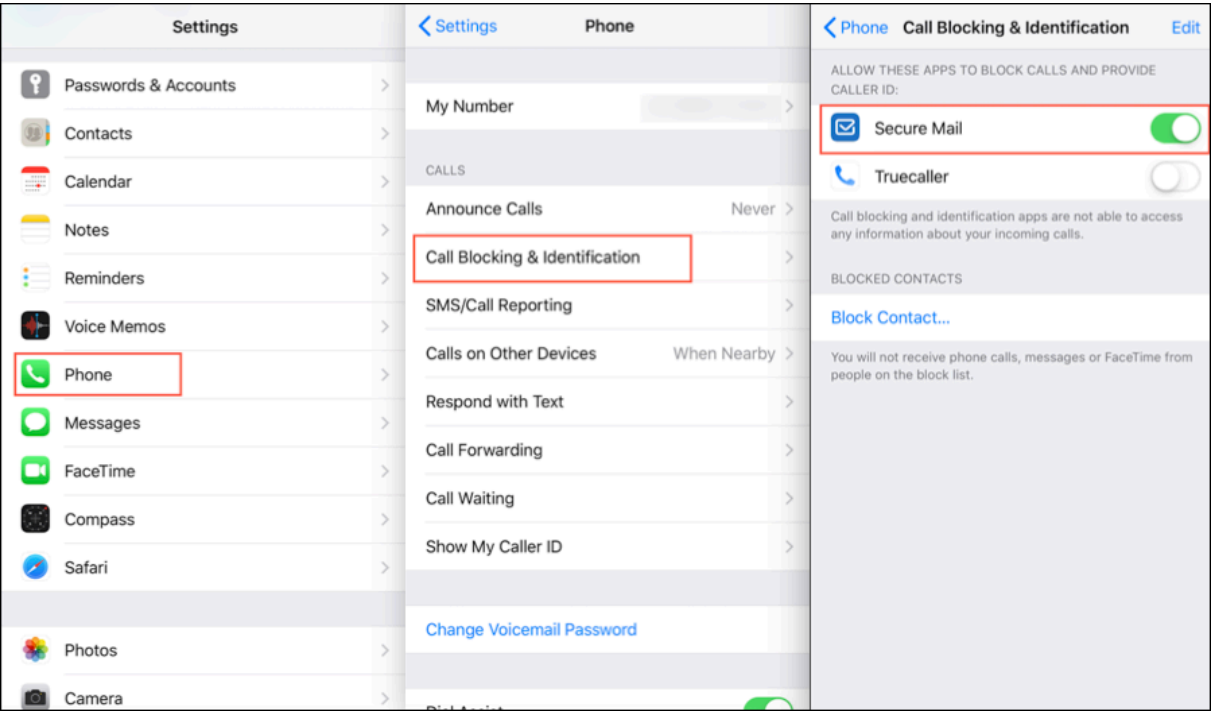 Settings
Passwords & Accounts
Contacts
Calendar
Notes
Reminders
Voice Memos
Phone
Messages
FaceTime
Compass
Safari
Photos
Camera
Settings
Phone
My Number
CALLS
Announce Calls Never
Call Blocking & Identification
SMS/Call Reporting
Calls on Other Devices When Nearby
Respond with Text
Call Forwarding
Call Waiting
Show My Caller ID
Change Voicemail Password
Dial Assist
Phone Call Blocking & Identification Edit
ALLOW THESE APPS TO BLOCK CALLS AND PROVIDE
CALLER ID:
Secure Mail
Truecaller
Call blocking and identification apps are not able to access
any information about your incoming calls.
BLOCKED CONTACTS
Block Contact...
You will not receive phone calls, messages or FaceTime from
people on the block list.